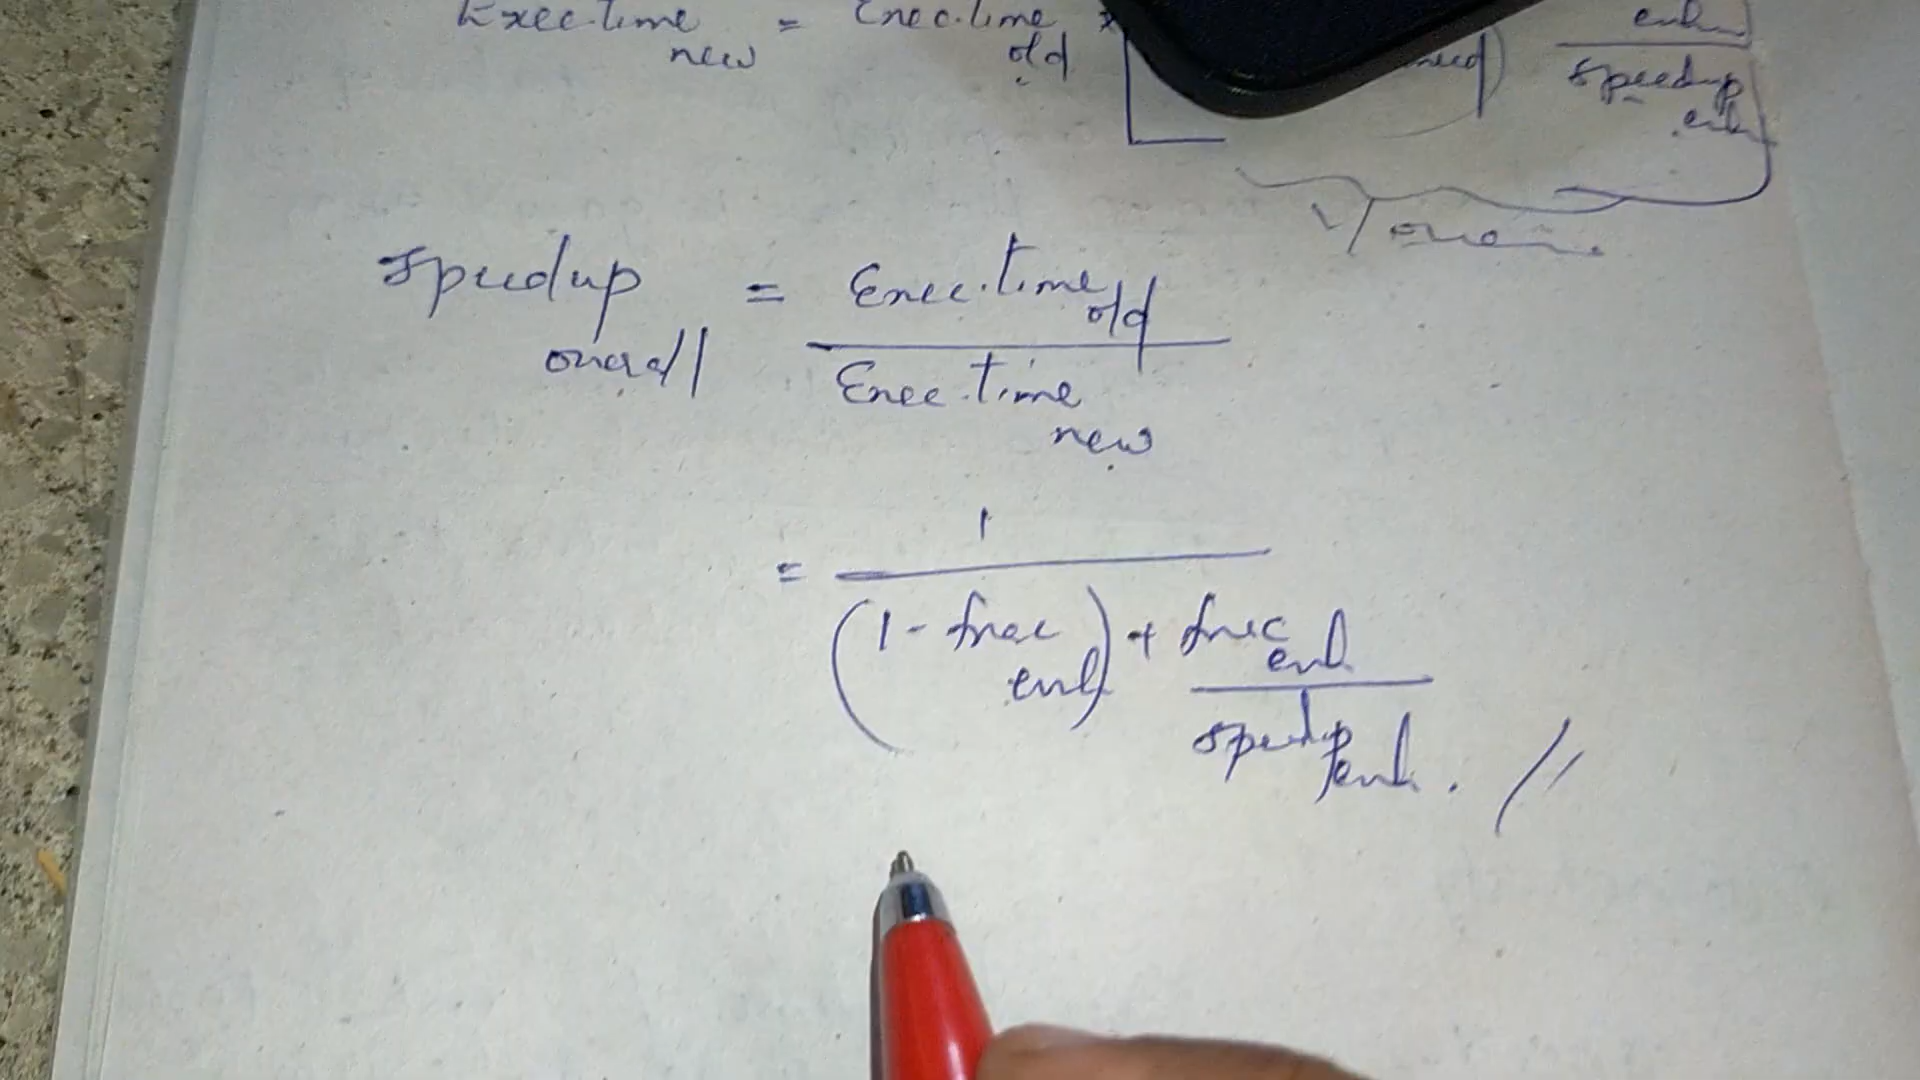 Exec.time new = Exec.time old * enh
speedup enh
speedup overall = Exec.time old
Exec.time new
= 1
(1 - frac enh) + frac enh
speedup enh. //